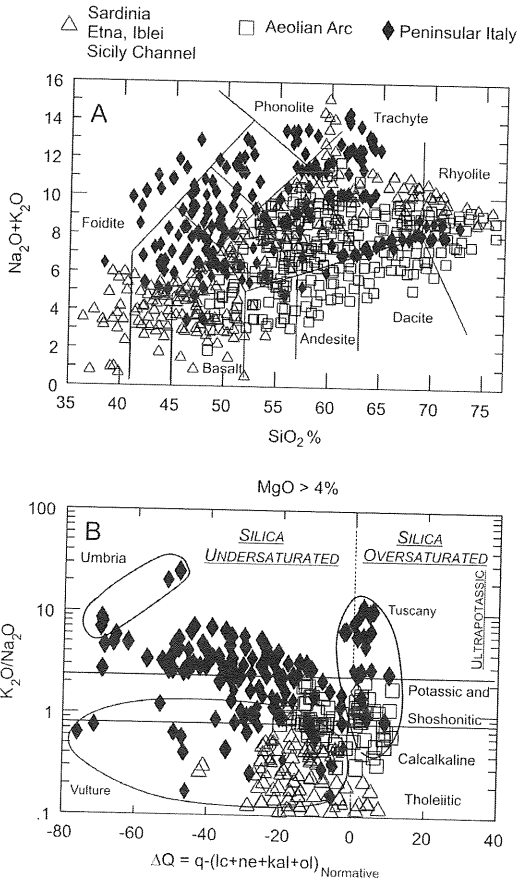 Sardinia
Etna, Iblei
Sicily Channel
Aeolian Arc
Peninsular Italy
A
Phonolite
Trachyte
Rhyolite
Foidite
Dacite
Andesite
Basalt
Na2O+K2O
16
14
12
10
8
6
4
2
0
35
45
50
55
60
65
70
75
SiO2 %
MgO > 4%
B
SILICA
UNDERSATURATED
SILICA
OVERSATURATED
Umbria
Tuscany
ULTRAPOTASSIC
Potassic and
Shoshonitic
Calcalkaline
Tholeiitic
Vulture
K2O/Na2O
100
10
1
.1
-80
-60
-40
-20
0
20
40
ΔQ = q-(lc+ne+kal+ol)Normative